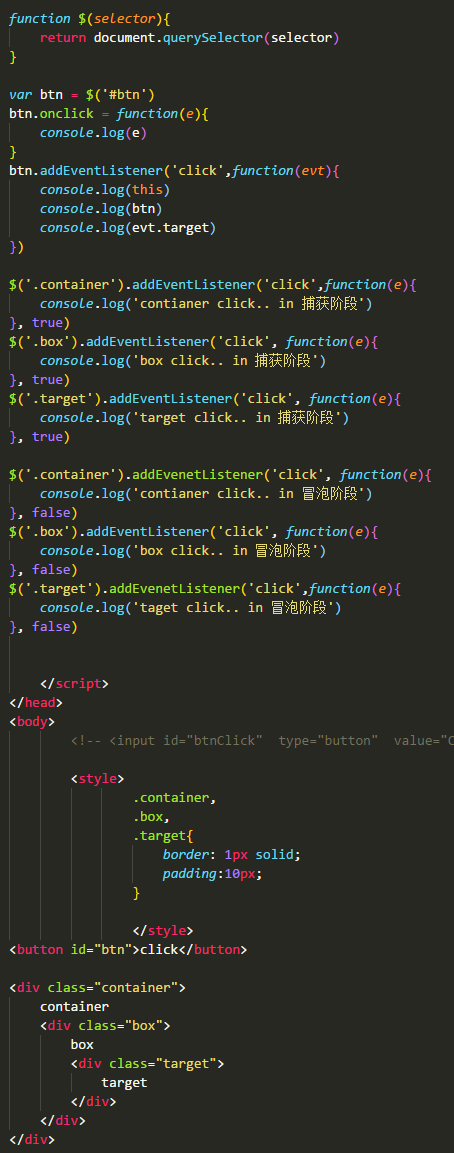 function $(selector){
    return document.querySelector(selector)
}

var btn = $('#btn')
btn.onclick = function(e){
    console.log(e)
}
btn.addEventListener('click',function(evt){
    console.log(this)
    console.log(btn)
    console.log(evt.target)
})

$('.container').addEventListener('click',function(e){
    console.log('contianer click.. in 捕获阶段')
}, true)
$('.box').addEventListener('click', function(e){
    console.log('box click.. in 捕获阶段')
}, true)
$('.target').addEventListener('click', function(e){
    console.log('target click.. in 捕获阶段')
}, true)

$('.container').addEvenetListener('click', function(e){
    console.log('contianer click.. in 冒泡阶段')
}, false)
$('.box').addEventListener('click', function(e){
    console.log('box click.. in 冒泡阶段')
}, false)
$('.target').addEvenetListener('click',function(e){
    console.log('taget click.. in 冒泡阶段')
}, false)

    </script>
</head>
<body>
        <!-- <input id="btnClick"  type="button"  value="C

        <style>
                .container,
                .box,
                .target{
                    border: 1px solid;
                    padding:10px;
                }

                </style>
<button id="btn">click</button>

<div class="container">
    container
    <div class="box">
        box
        <div class="target">
            target
        </div>
    </div>
</div>